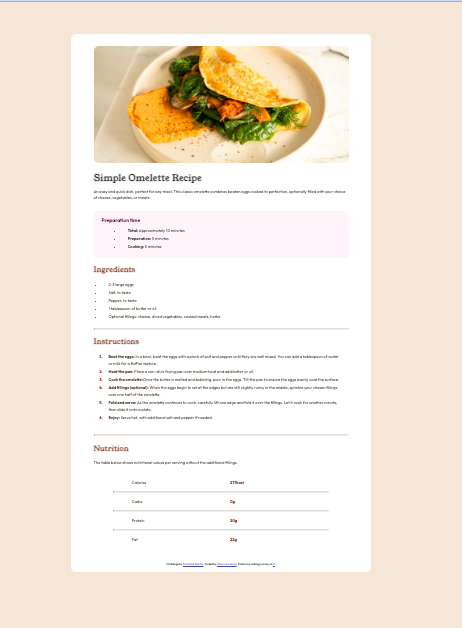 Simple Omelette Recipe
An easy and quick dish, perfect for any meal. This classic omelette combines beaten eggs cooked to perfection, optionally filled with your choice
of cheese, vegetables, or meats.
Preparation time
• Total: Approximately 10 minutes
• Preparation: 5 minutes
• Cooking: 5 minutes
Ingredients
• 2-3 large eggs
• Salt, to taste
• Pepper, to taste
• 1 tablespoon of butter or oil
• Optional fillings: cheese, diced vegetables, cooked meats, herbs
Instructions
1. Beat the eggs: In a bowl, beat the eggs with a pinch of salt and pepper until they are well mixed. You can add a tablespoon of water
or milk for a fluffier texture.
2. Heat the pan: Place a non-stick frying pan over medium heat and add butter or oil.
3. Cook the omelette: Once the butter is melted and bubbling, pour in the eggs. Tilt the pan to ensure the eggs evenly coat the surface.
4. Add fillings (optional): When the eggs begin to set at the edges but are still slightly runny in the middle, sprinkle your chosen fillings
over one half of the omelette.
5. Fold and serve: As the omelette continues to cook, carefully lift one edge and fold it over the fillings. Let it cook for another minute,
then slide it onto a plate.
6. Enjoy: Serve hot, with additional salt and pepper if needed.
Nutrition
The table below shows nutritional values per serving without the additional fillings.
Calories 277kcal
Carbs 0g
Protein 20g
Fat 22g
Challenge by Frontend Mentor. Coded by